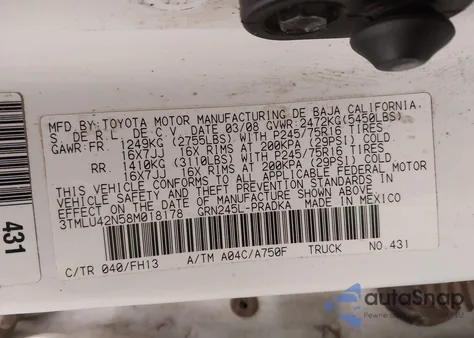 MFD. BY: TOYOTA MOTOR MANUFACTURING DE BAJA CALIFORNIA.
S DE R.L. DE C V. DATE 03/08 GVWR: 2472KG(5450LBS)
GAWR:FR. 1249KG (2755LBS) WITH P245/75R16 TIRES
16X7JJ 16X RIMS AT 200KPA (29PSI) COLD
RR 1410KG (3110LBS) WITH P245/75R16 TIRES
16X7JJ 16X RIMS AT 200KPA (29PSI) COLD.
THIS VEHICLE CONFORMS TO ALL APPLICABLE FEDERAL MOTOR
VEHICLE SAFETY AND THEFT PREVENTION STANDARDS IN
EFFECT ON THE DATE OF MANUFACTURE SHOWN ABOVE.
3TMLU42N58M018178 GRN245L-PRADKA MADE IN MEXICO
C/TR 040/FH13 A/TM A04C/A750F TRUCK NO.431
431
autoSnap